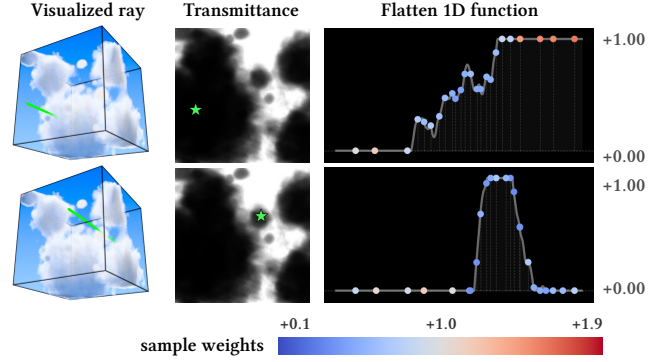 Visualized ray Transmittance Flatten 1D function
+1.00
+0.00
+1.00
+0.00
+0.1 +1.0 +1.9
sample weights